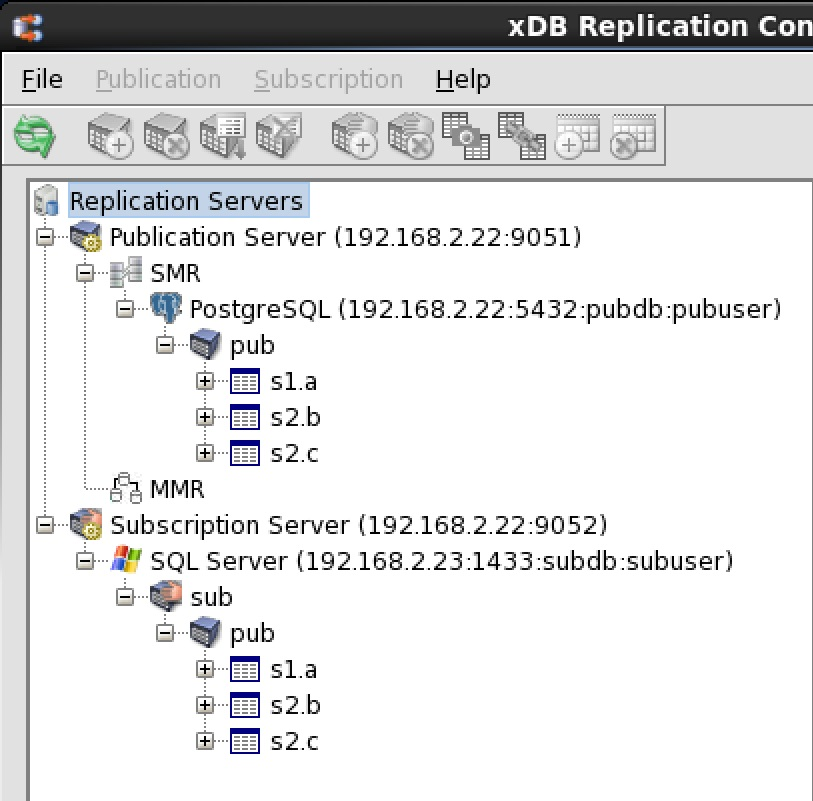 xDB Replication Con
File Publication Subscription Help
Replication Servers
Publication Server (192.168.2.22:9051)
SMR
PostgreSQL (192.168.2.22:5432:pubdb:pubuser)
pub
s1.a
s2.b
s2.c
MMR
Subscription Server (192.168.2.22:9052)
SQL Server (192.168.2.23:1433:subdb:subuser)
sub
pub
s1.a
s2.b
s2.c